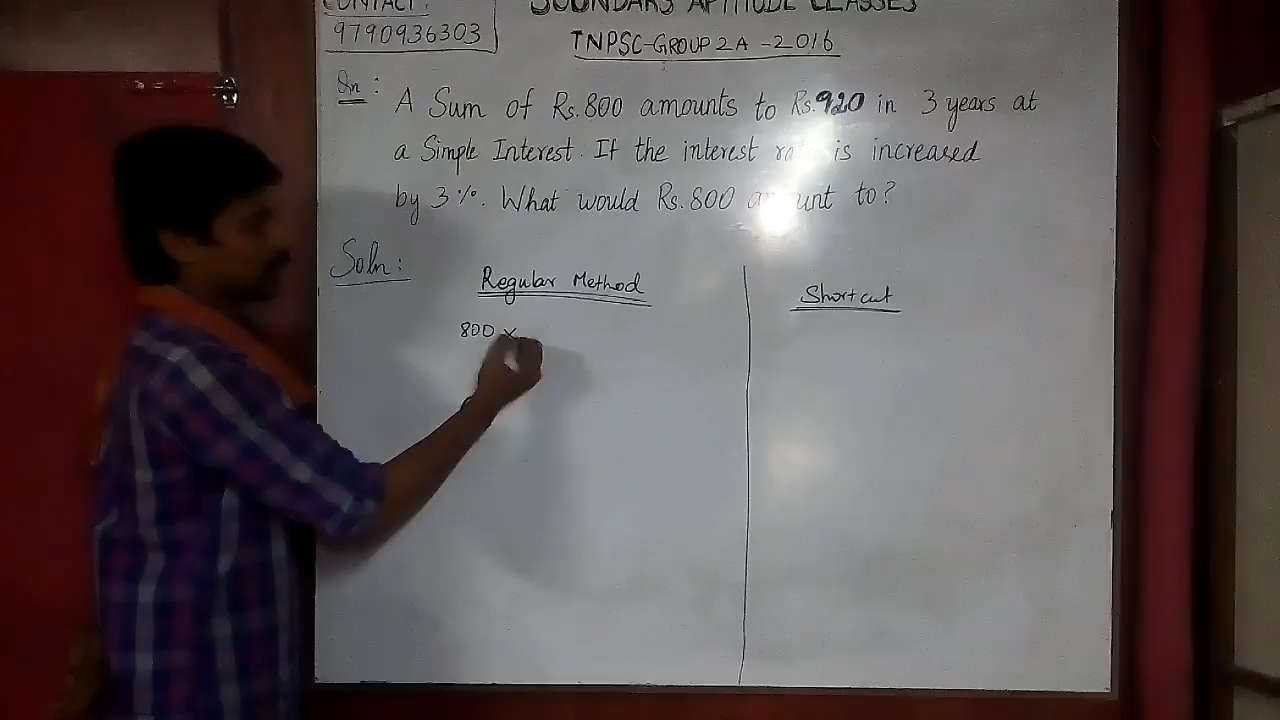 CONTACT:
9790936303
SOUNDARS APTITUDE CLASSES
TNPSC-GROUP 2A -2016
Qn:
A Sum of Rs.800 amounts to Rs.920 in 3 years at
a Simple Interest. If the interest rate is increased
by 3%. What would Rs.800 amount to?
Soln:
Regular Method
Shortcut
800 ×